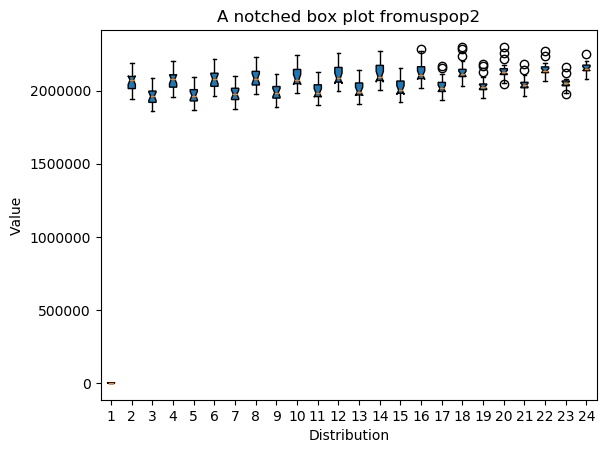 A notched box plot fromuspop2
Value
2000000
1500000
1000000
500000
0
1 2 3 4 5 6 7 8 9 10 11 12 13 14 15 16 17 18 19 20 21 22 23 24
Distribution